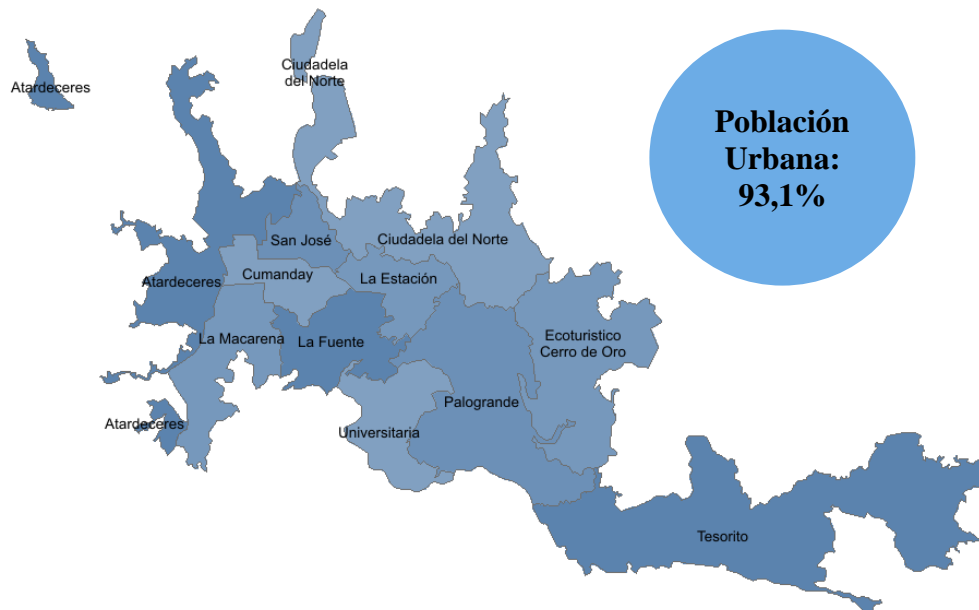 Ciudadela
del Norte
Atardeceres
Población
Urbana:
93,1%
San José
Ciudadela del Norte
Atardeceres
Cumanday
La Estación
La Macarena
La Fuente
Ecoturistico
Cerro de Oro
Palogrande
Atardeceres
Universitaria
Tesorito